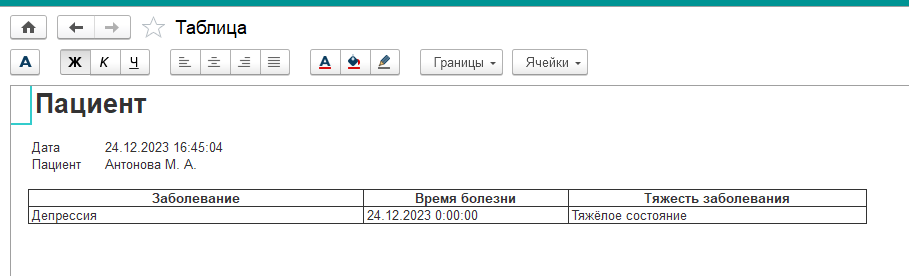 Таблица
А Ж К Ч А Границы Ячейки
Пациент
Дата 24.12.2023 16:45:04
Пациент Антонова М. А.
Заболевание Время болезни Тяжесть заболевания
Депрессия 24.12.2023 0:00:00 Тяжёлое состояние